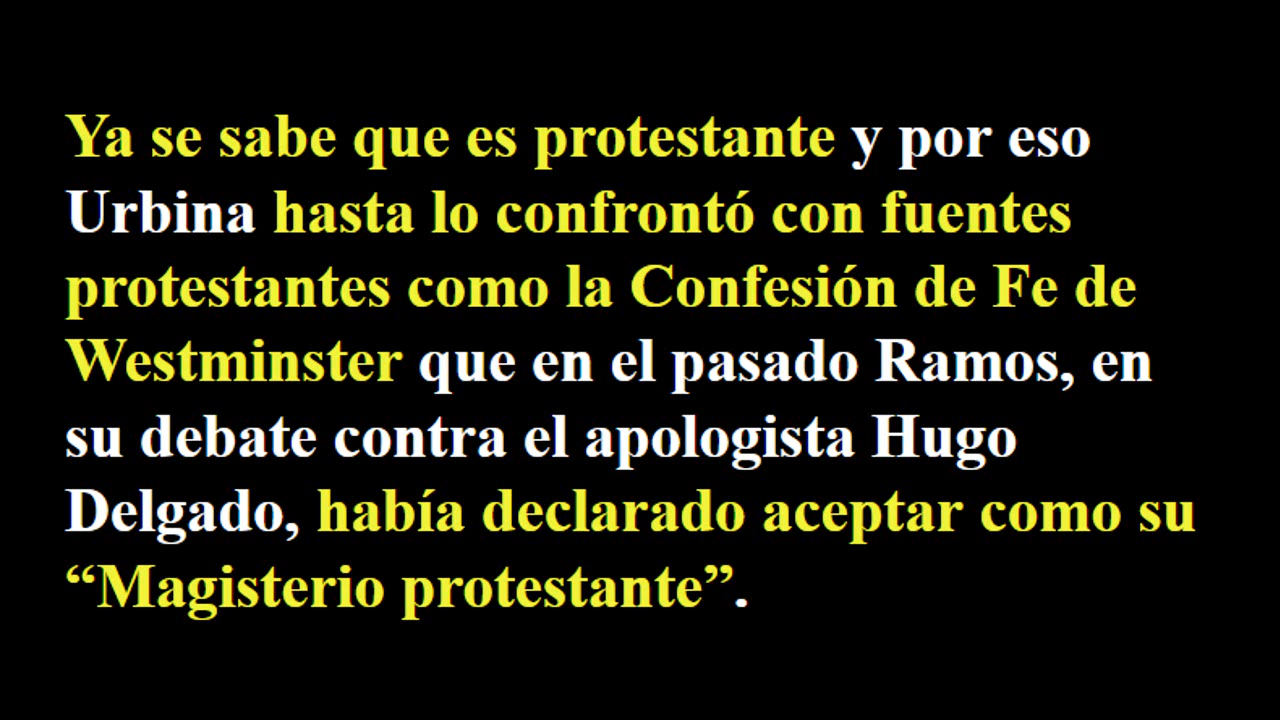 Ya se sabe que es protestante y por eso
Urbina hasta lo confrontó con fuentes
protestantes como la Confesión de Fe de
Westminster que en el pasado Ramos, en
su debate contra el apologista Hugo
Delgado, había declarado aceptar como su
“Magisterio protestante”.